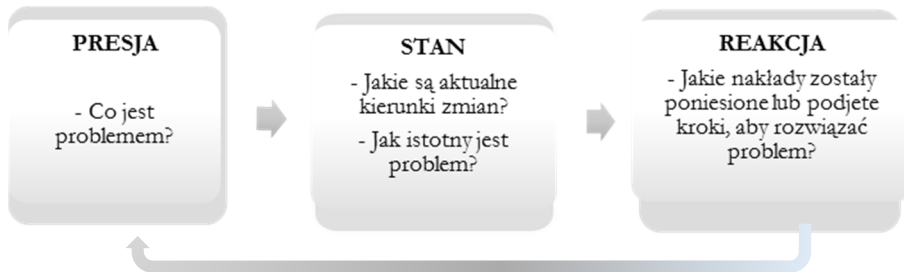 PRESJA
- Co jest
problemem?
STAN
- Jakie są aktualne
kierunki zmian?
- Jak istotny jest
problem?
REAKCJA
- Jakie nakłady zostały
poniesione lub podjete
kroki, aby rozwiązać
problem?